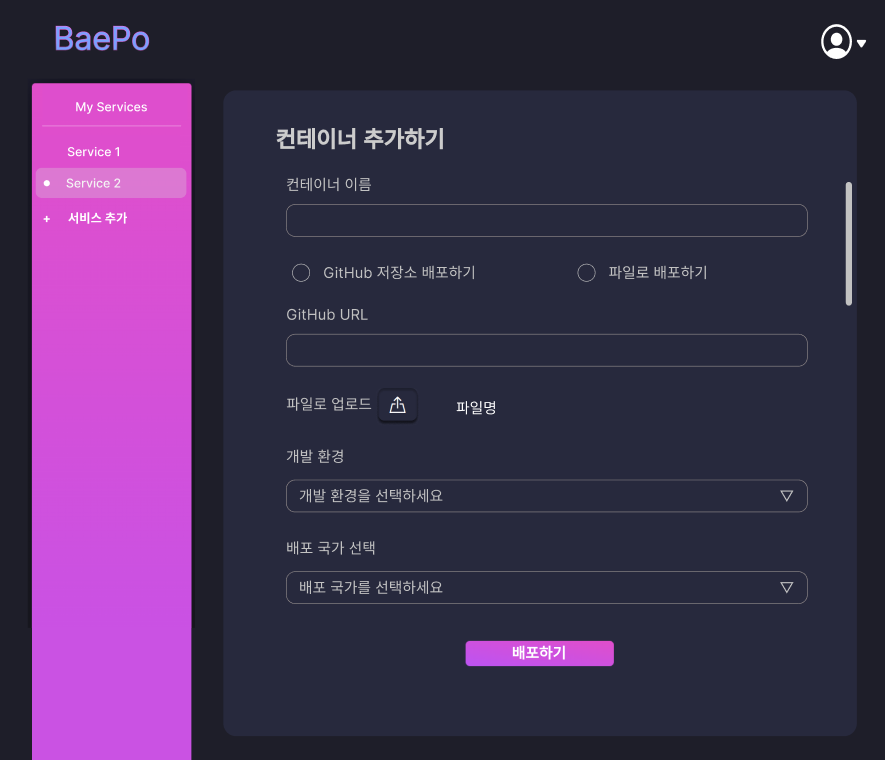 BaePo
My Services
Service 1
Service 2
+ 서비스 추가
컨테이너 추가하기
컨테이너 이름
GitHub 저장소 배포하기
파일로 배포하기
GitHub URL
파일로 업로드
파일명
개발 환경
개발 환경을 선택하세요
배포 국가 선택
배포 국가를 선택하세요
배포하기